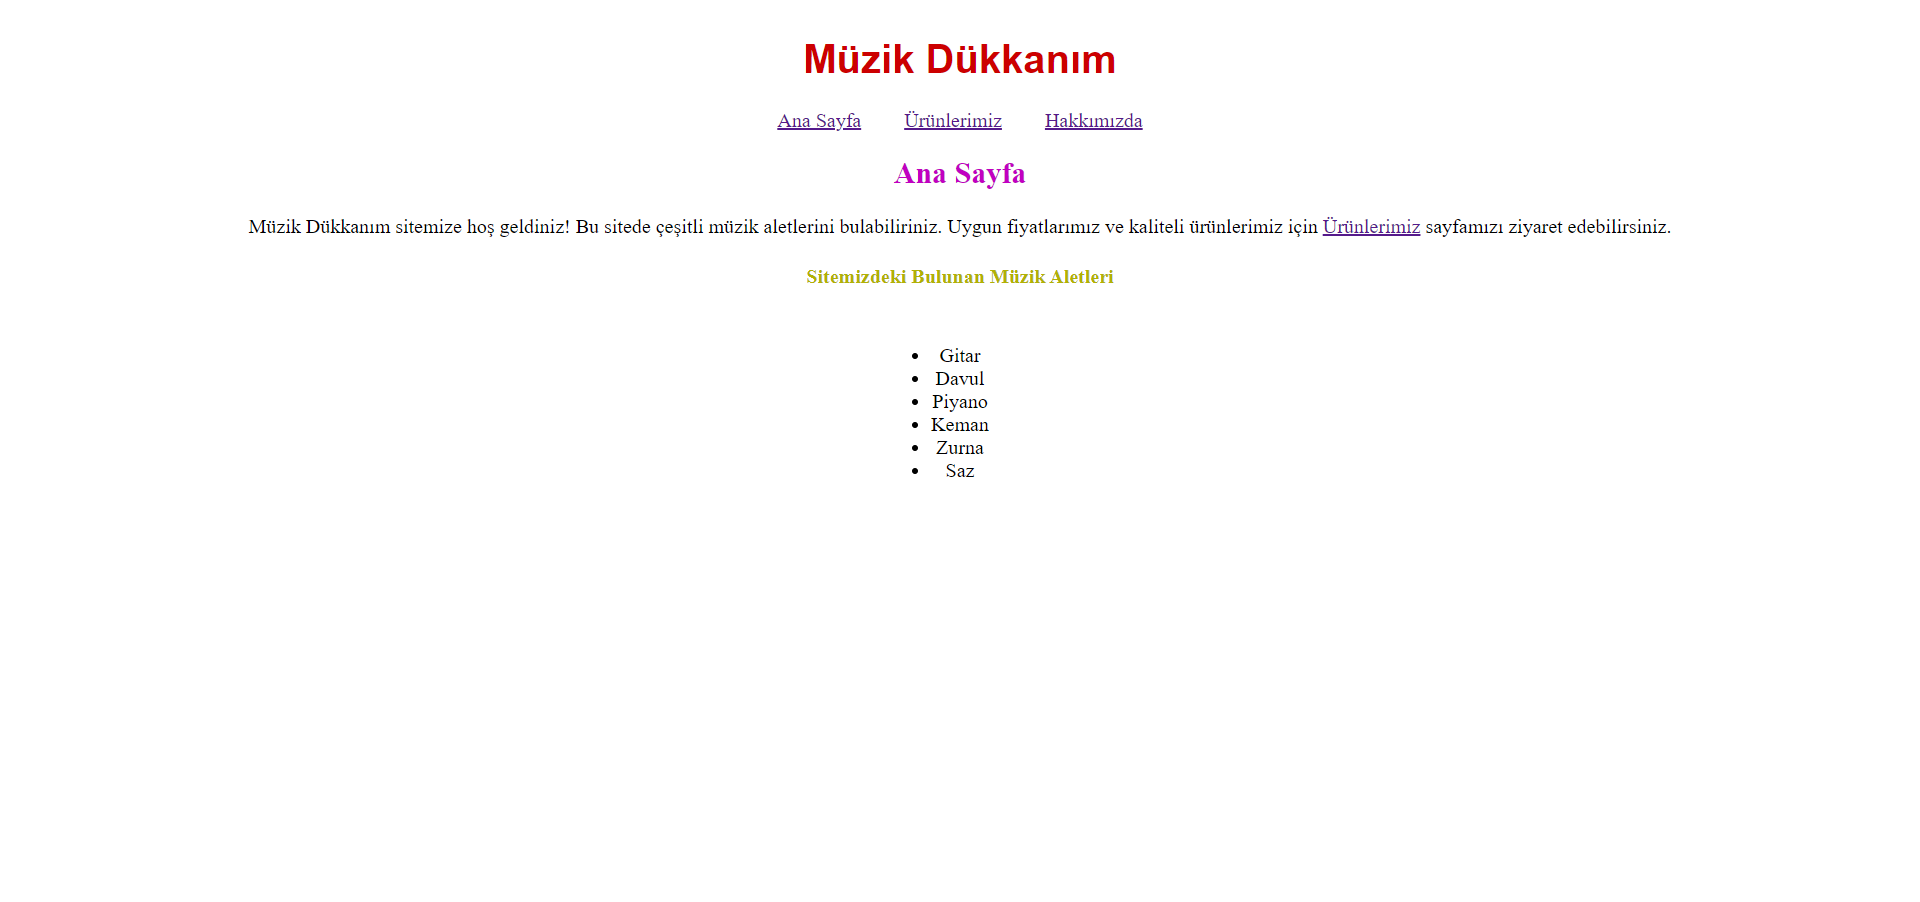 Müzik Dükkanım
Ana Sayfa Ürünlerimiz Hakkımızda
Ana Sayfa
Müzik Dükkanım sitemize hoş geldiniz! Bu sitede çeşitli müzik aletlerini bulabiliriniz. Uygun fiyatlarımız ve kaliteli ürünlerimiz için Ürünlerimiz sayfamızı ziyaret edebilirsiniz.
Sitemizdeki Bulunan Müzik Aletleri
• Gitar
• Davul
• Piyano
• Keman
• Zurna
• Saz